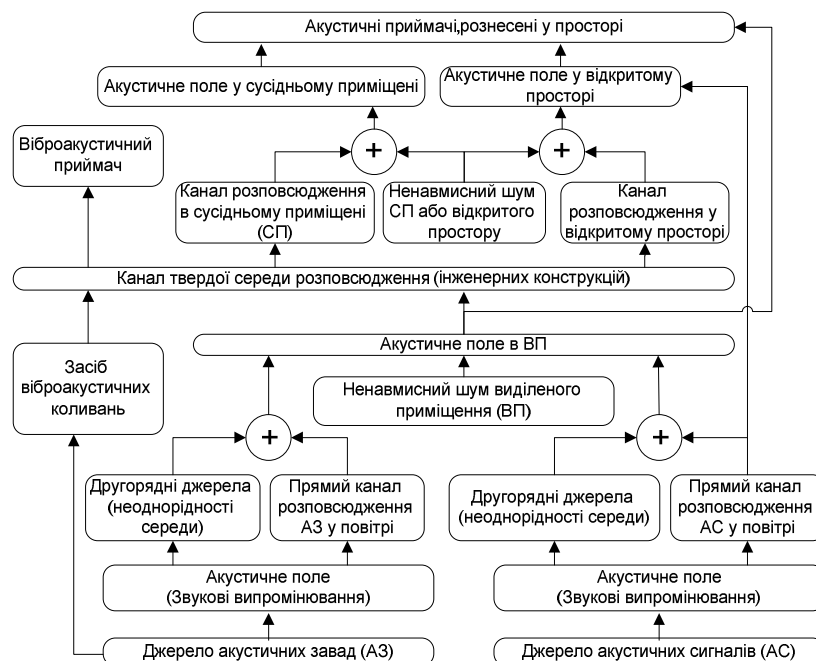 Акустичні приймачі,рознесені у просторі
Акустичне поле у сусідньому приміщені
Акустичне поле у відкритому
просторі
Віброакустичний
приймач
+
+
Канал розповсюдження
в сусідньому приміщені
(СП)
Ненавмисний шум
СП або відкритого
простору
Канал
розповсюдження у
відкритому просторі
Канал твердої середи розповсюдження (інженерних конструкцій)
Акустичне поле в ВП
Засіб
віброакустичних
коливань
Ненавмисний шум виділеного
приміщення (ВП)
+
+
Другорядні джерела
(неоднорідності
середи)
Прямий канал
розповсюдження
АЗ у повітрі
Другорядні джерела
(неоднорідності середи)
Прямий канал
розповсюдження
АС у повітрі
Акустичне поле
(Звукові випромінювання)
Акустичне поле
(Звукові випромінювання)
Джерело акустичних завад (АЗ)
Джерело акустичних сигналів (АС)